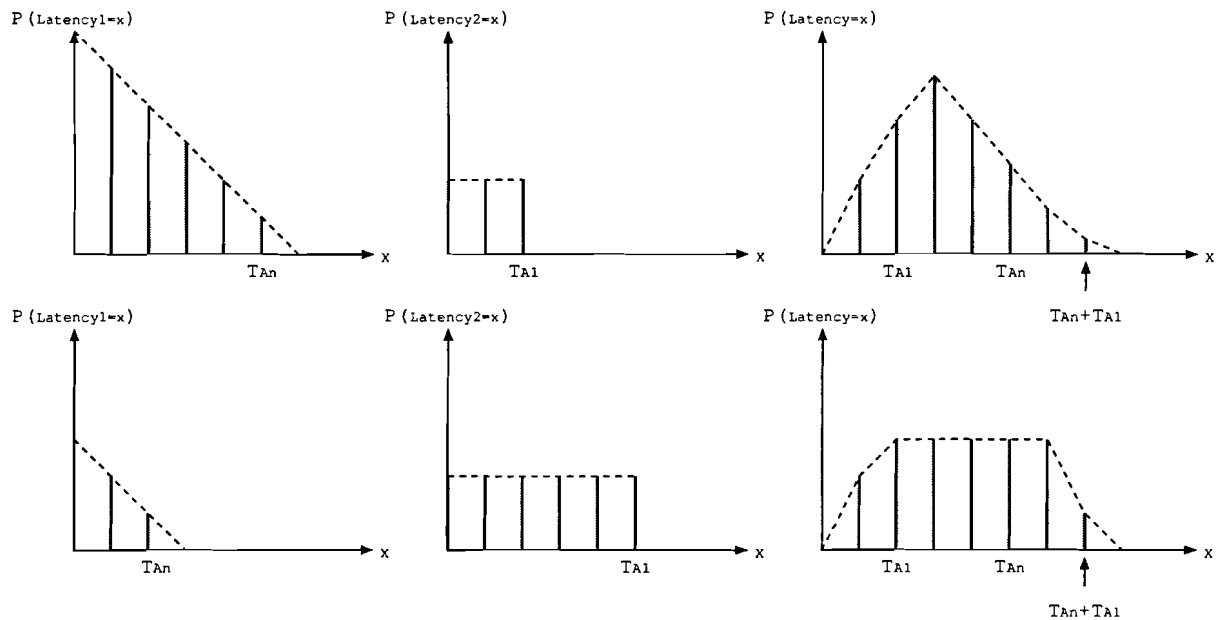 P (Latency1=x)
P (Latency2=x)
P (Latency=x)
x
x
x
TAn
TA1
TA1
TAn
TAn+TA1
P (Latency1=x)
P (Latency2=x)
P (Latency=x)
x
x
x
TAn
TA1
TA1
TAn
TAn+TA1